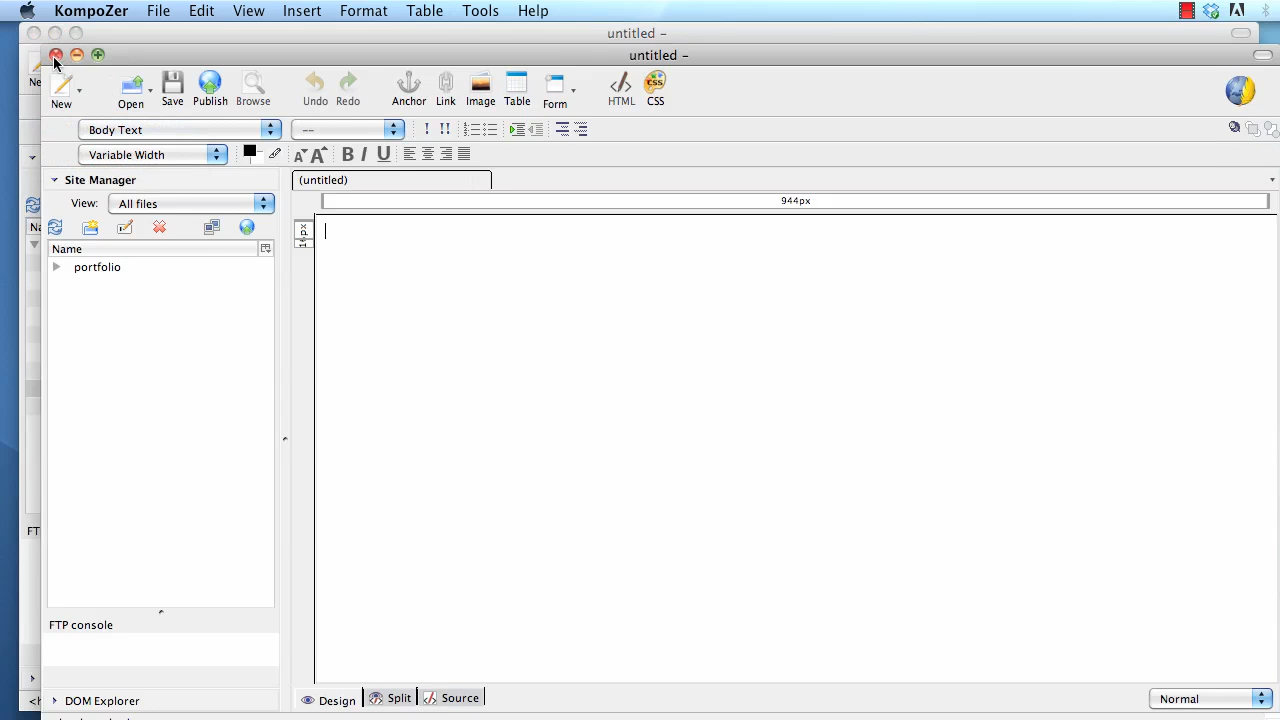 KompoZer File Edit View Insert Format Table Tools Help
untitled –
untitled –
New Open Save Publish Browse Undo Redo Anchor Link Image Table Form HTML CSS
Body Text --
Variable Width B I U
Site Manager (untitled)
View: All files 944px
Name
portfolio
FT
FTP console
DOM Explorer Design Split Source Normal
<h